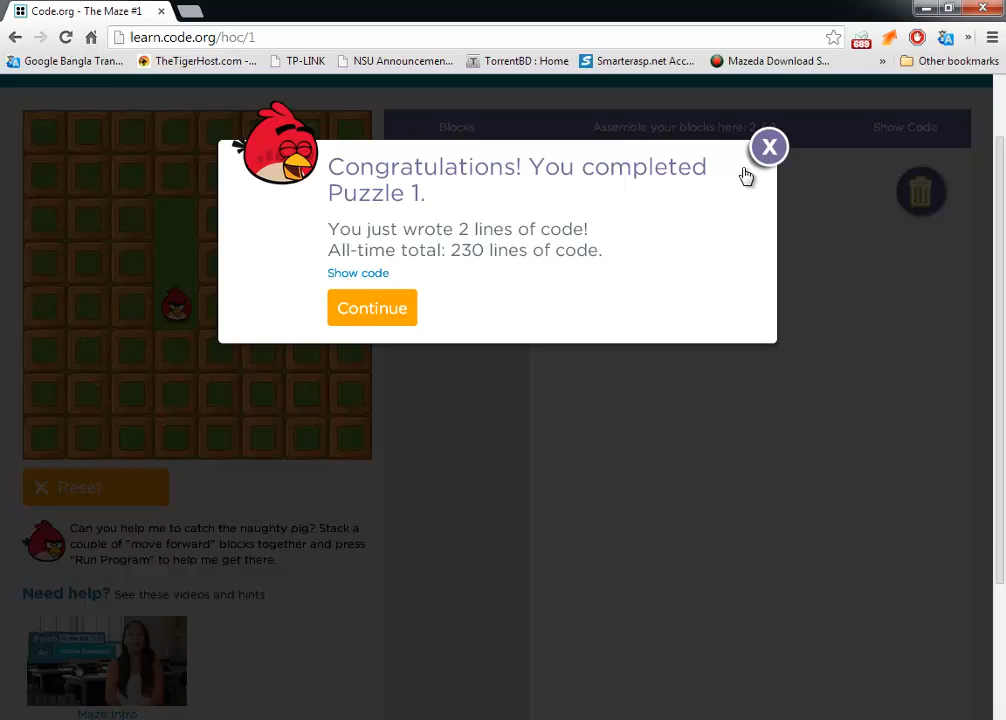 Code.org - The Maze #1
learn.code.org/hoc/1
689
Google Bangla Tran... TheTigerHost.com -... TP-LINK NSU Announcemen... TorrentBD : Home Smarterasp.net Acc... Mazeda Download S... » Other bookmarks
Blocks Assemble your blocks here: 2 Show Code
X
Congratulations! You completed
Puzzle 1.
You just wrote 2 lines of code!
All-time total: 230 lines of code.
Show code
Continue
Reset
Can you help me to catch the naughty pig? Stack a
couple of "move forward" blocks together and press
"Run Program" to help me get there.
Need help? See these videos and hints
move forward
Maze Intro